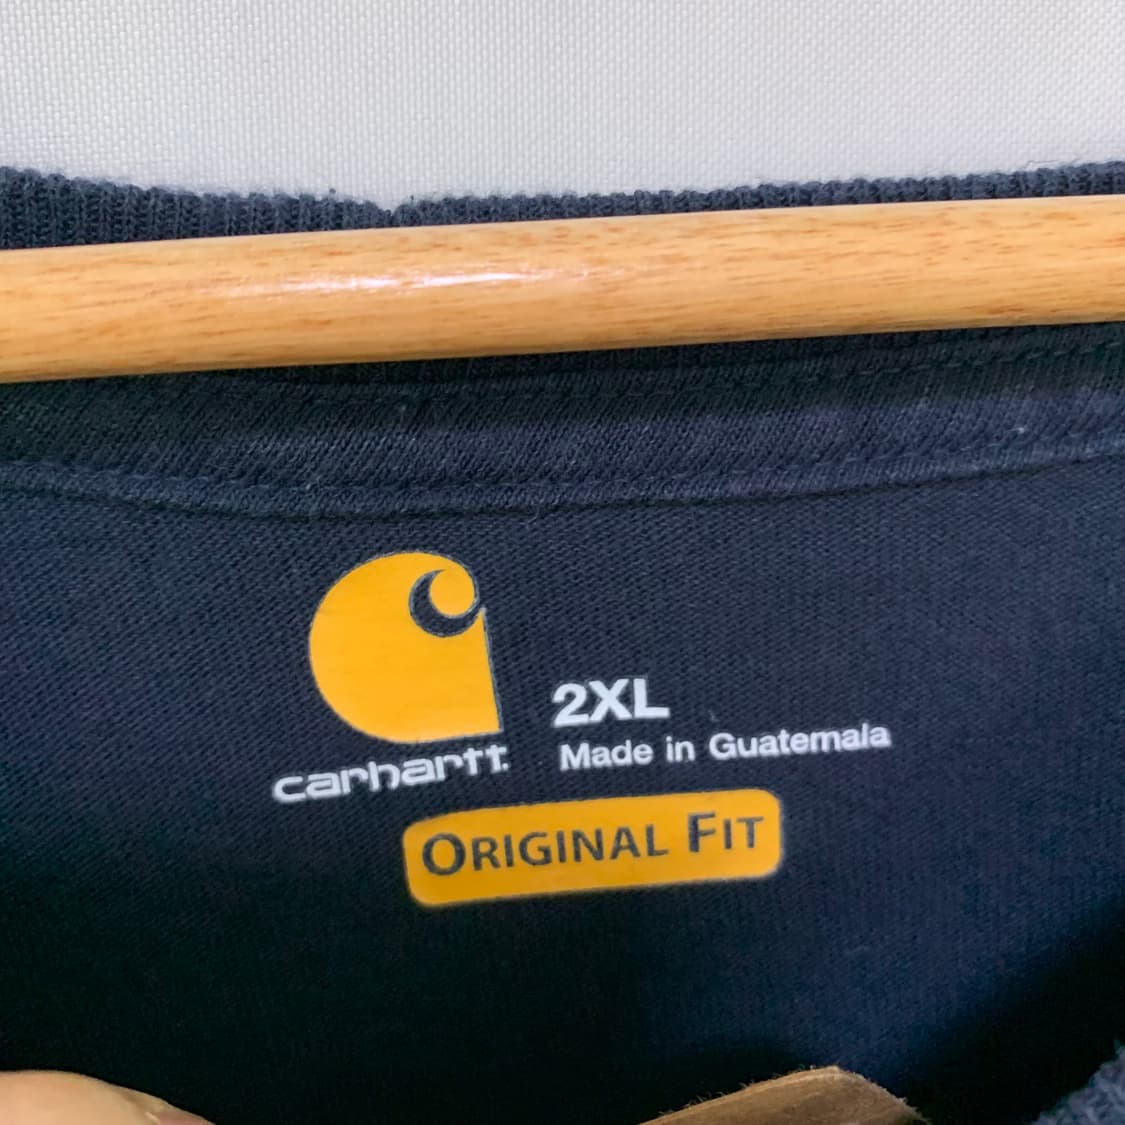 carhartt
2XL
Made in Guatemala
ORIGINAL FIT